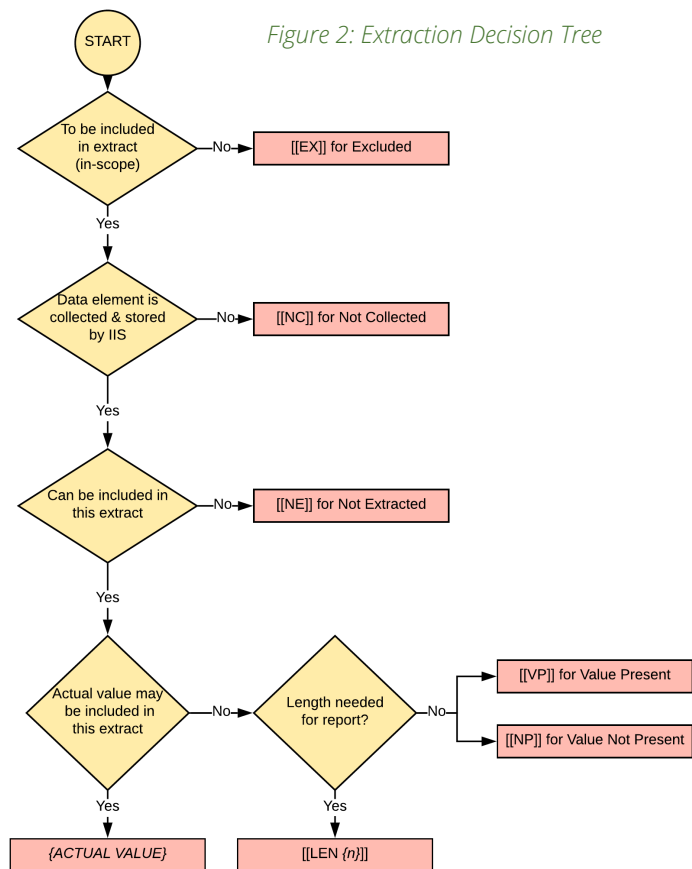 Figure 2: Extraction Decision Tree
START
To be included
in extract
(in-scope)
No
[[EX]] for Excluded
Yes
Data element is
collected & stored
by IIS
No
[[NC]] for Not Collected
Yes
Can be included in
this extract
No
[[NE]] for Not Extracted
Yes
Actual value may
be included in
this extract
No
Length needed
for report?
No
[[VP]] for Value Present
[[NP]] for Value Not Present
Yes
Yes
{ACTUAL VALUE}
[[LEN {n}]]